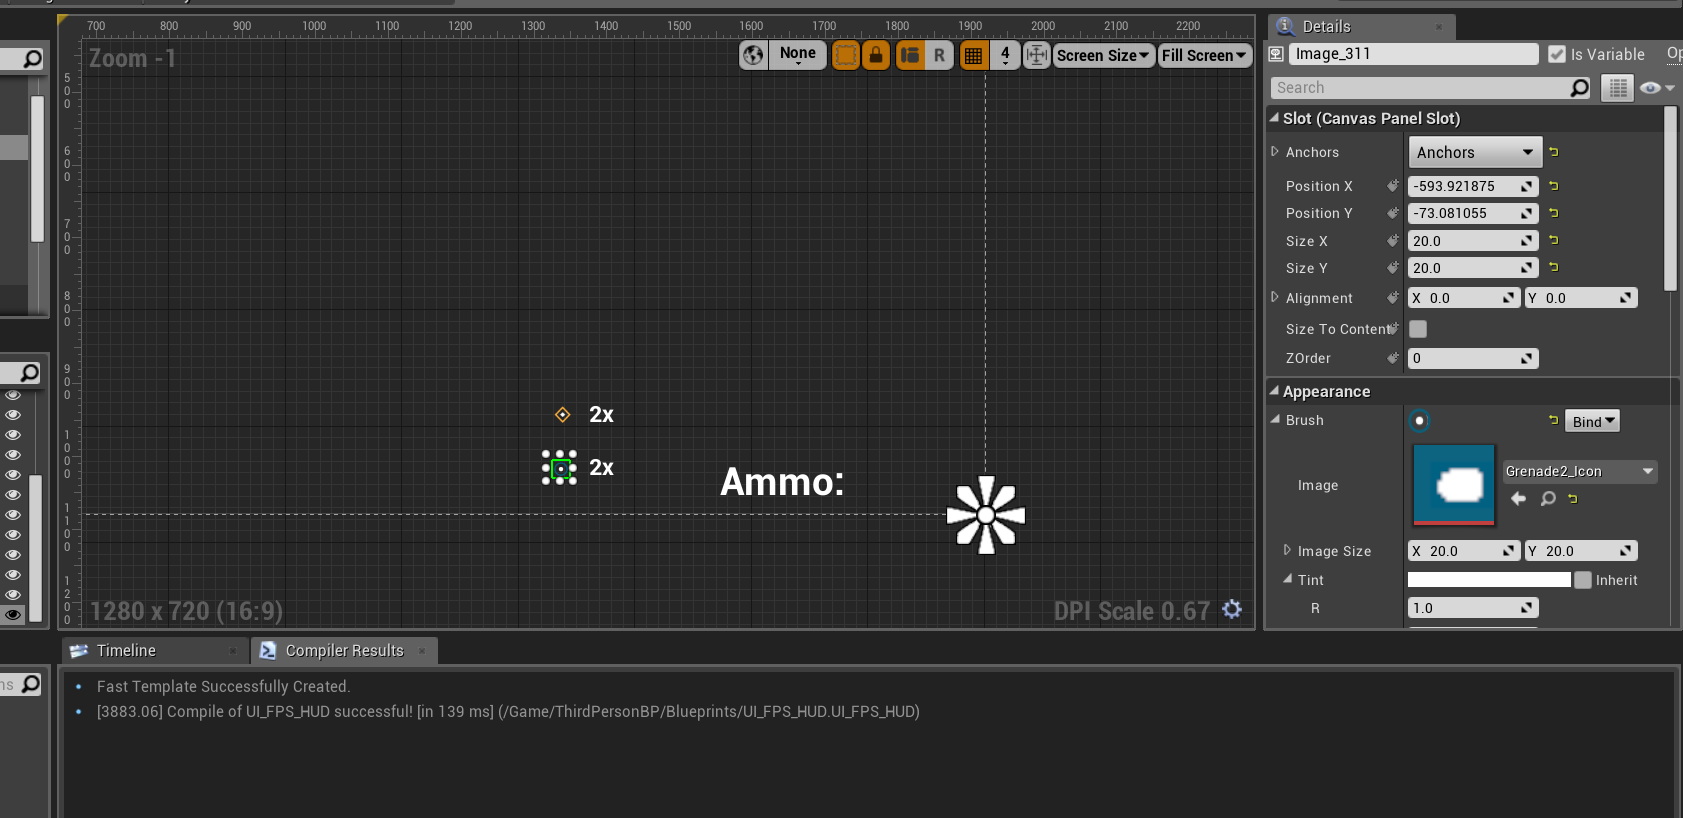 700 800 900 1000 1100 1200 1300 1400 1500 1600 1700 1800 1900 2000 2100 2200
Zoom -1
None
R
4
Screen Size
Fill Screen
500
600
700
800
900
1000
1100
1200
2x
2x
Ammo:
1280 x 720 (16:9)
DPI Scale 0.67
Details
Image_311
Is Variable
Op
Search
Slot (Canvas Panel Slot)
Anchors
Anchors
Position X
-593.921875
Position Y
-73.081055
Size X
20.0
Size Y
20.0
Alignment
X 0.0
Y 0.0
Size To Content
ZOrder
0
Appearance
Brush
Bind
Image
Grenade2_Icon
Image Size
X 20.0
Y 20.0
Tint
Inherit
R
1.0
Timeline
Compiler Results
ns
Fast Template Successfully Created.
[3883.06] Compile of UI_FPS_HUD successful! [in 139 ms] (/Game/ThirdPersonBP/Blueprints/UI_FPS_HUD.UI_FPS_HUD)